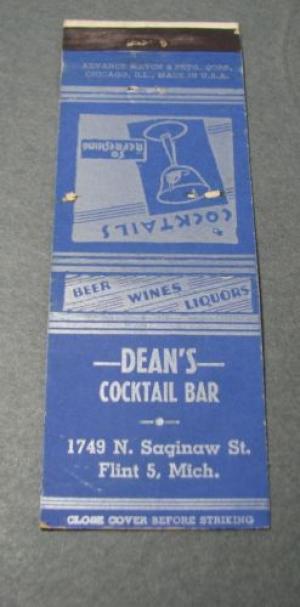 ADVANCE MATCH & PRTG. CORP.
CHICAGO, ILL., MADE IN U.S.A.
SO
REFRESHING
COCKTAILS
BEER WINES LIQUORS
—DEAN'S—
COCKTAIL BAR
1749 N. Saginaw St.
Flint 5, Mich.
CLOSE COVER BEFORE STRIKING